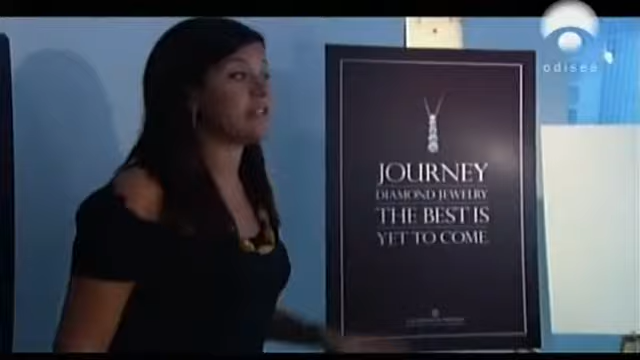 odisea
JOURNEY
DIAMOND JEWELRY
THE BEST IS
YET TO COME